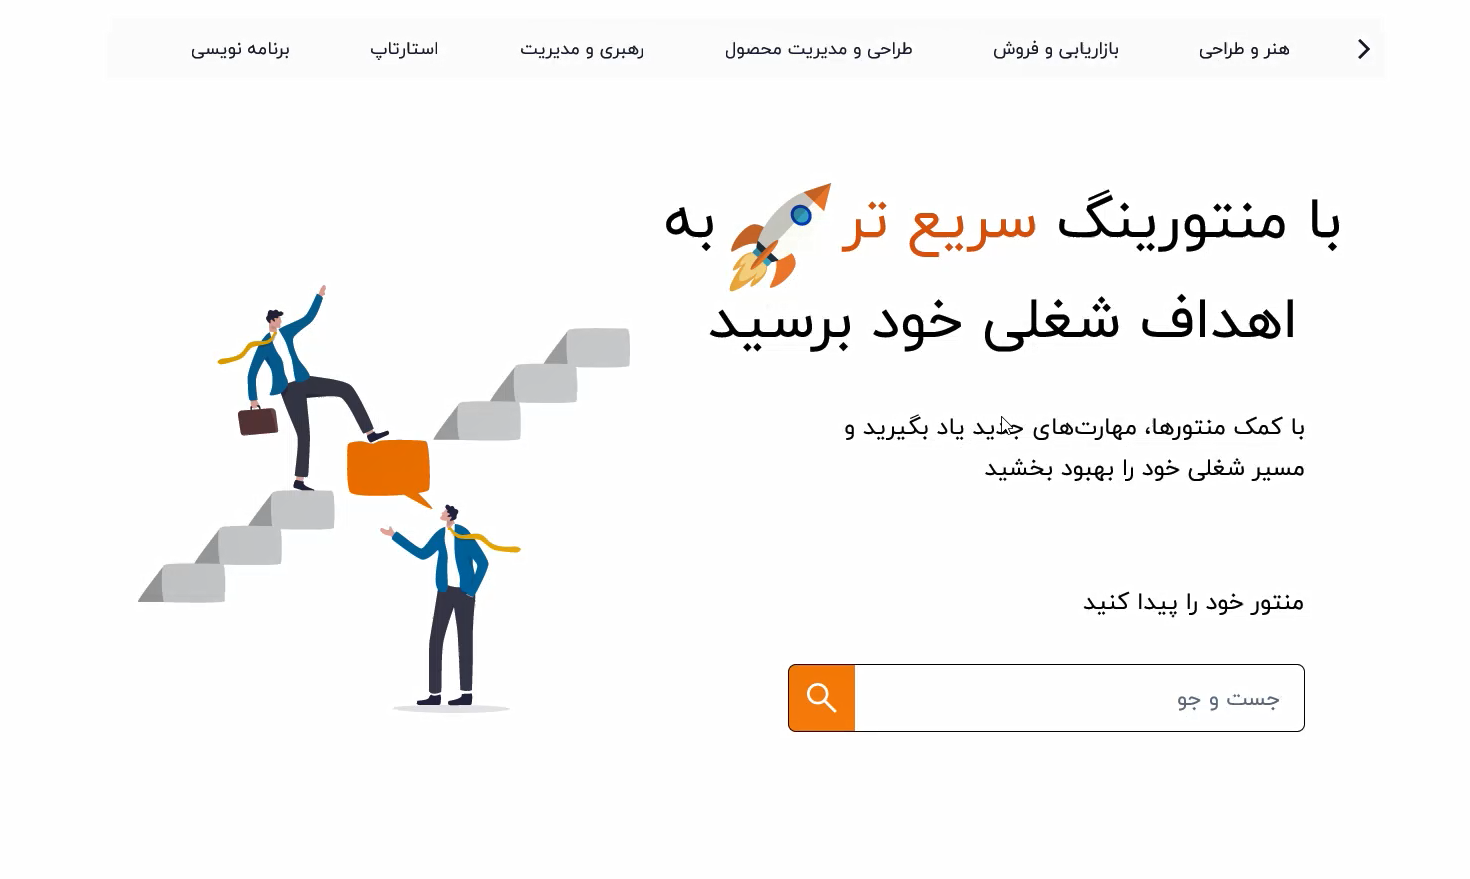 هنر و طراحی
بازاریابی و فروش
طراحی و مدیریت محصول
رهبری و مدیریت
استارتاپ
برنامه نویسی
با منتورینگ سریع تر به
اهداف شغلی خود برسید
با کمک منتورها، مهارت‌های جدید یاد بگیرید و
مسیر شغلی خود را بهبود بخشید
منتور خود را پیدا کنید
جست و جو